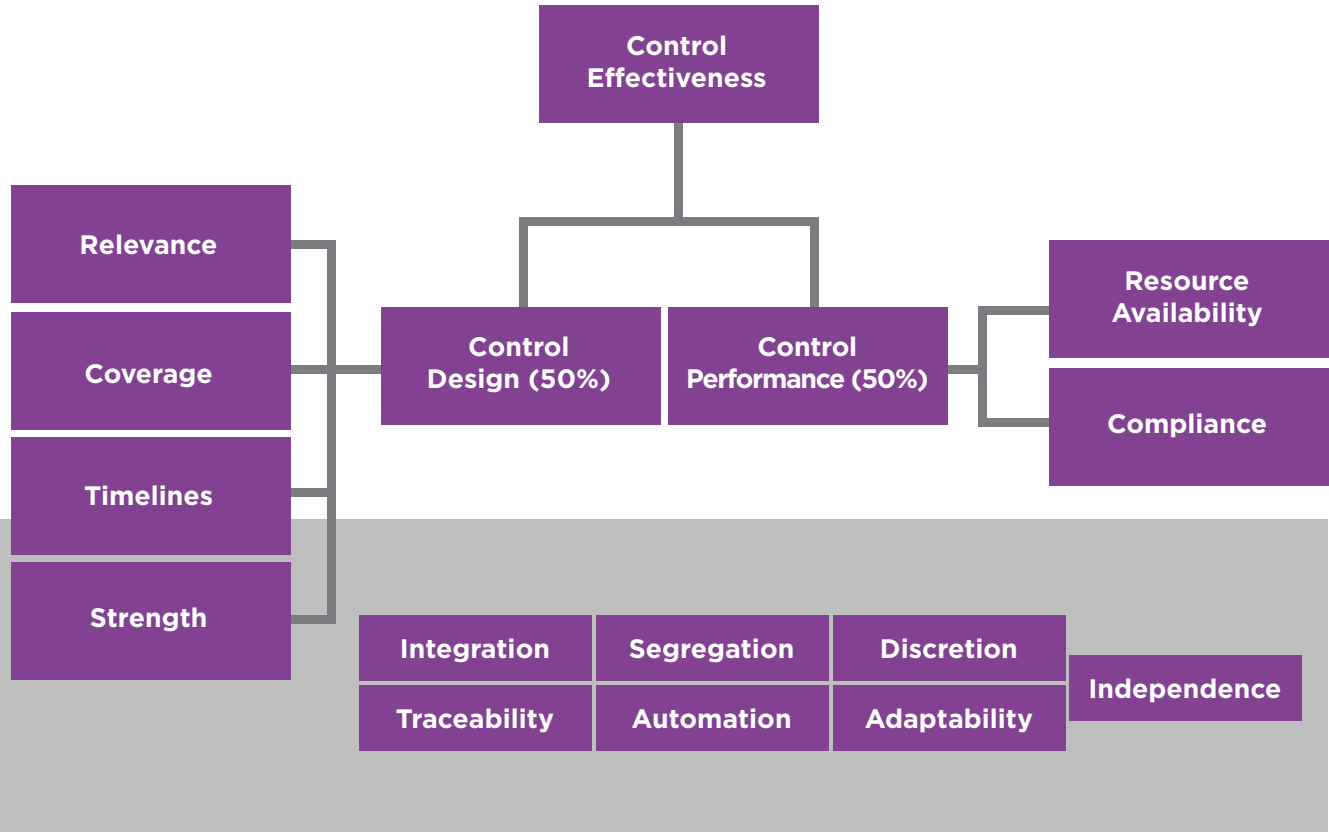 Control
Effectiveness
Relevance
Coverage
Timelines
Strength
Control
Design (50%)
Control
Performance (50%)
Resource
Availability
Compliance
Integration
Segregation
Discretion
Independence
Traceability
Automation
Adaptability